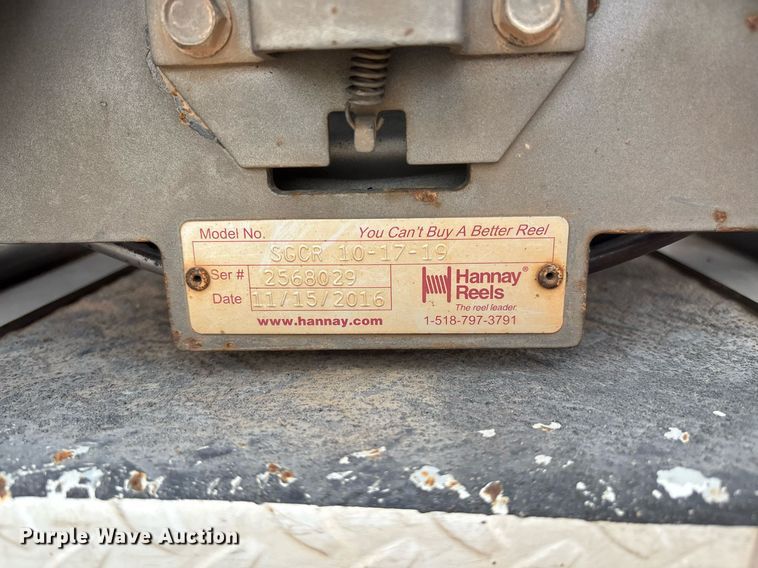 Model No. You Can't Buy A Better Reel
SGCR 10-17-19
Ser # 2568029
Date 11/15/2016
Hannay
Reels
The reel leader.
www.hannay.com 1-518-797-3791
Purple Wave Auction